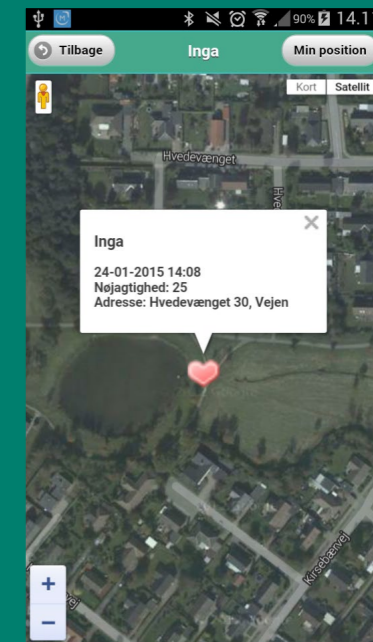 90% 14.1
Tilbage
Inga
Min position
Kort
Satellit
Hvedevænget
Hve
Inga
24-01-2015 14:08
Nøjagtighed: 25
Adresse: Hvedevænget 30, Vejen
Kirsebærvej
+
−